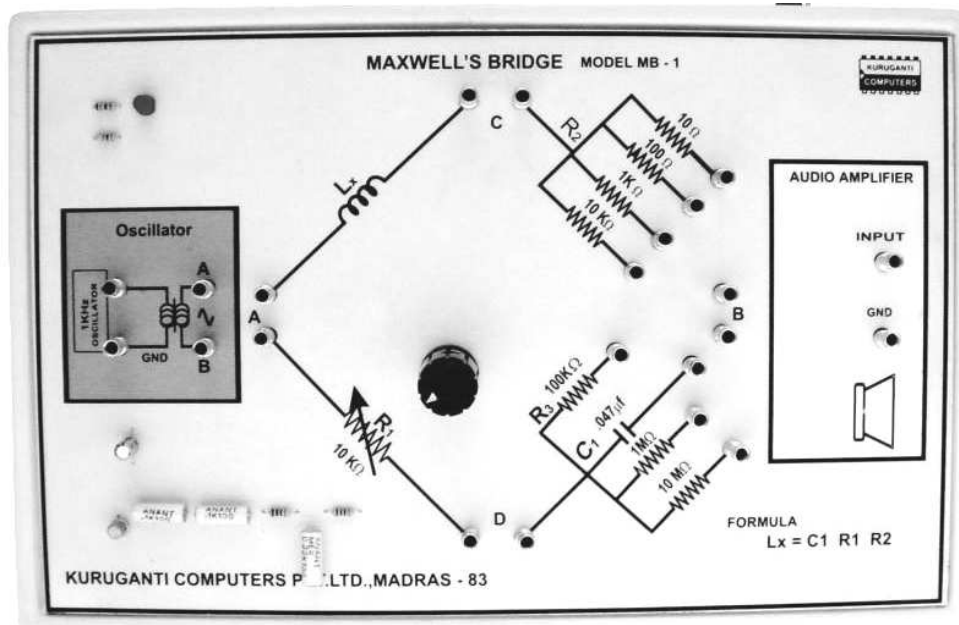 MAXWELL'S BRIDGE MODEL MB - 1
KURUGANTI
COMPUTERS
C
R2
10 Ω
100 Ω
1K Ω
10 KΩ
Lx
AUDIO AMPLIFIER
INPUT
GND
Oscillator
1KHz
OSCILLATOR
A
B
GND
A
B
R1
10 KΩ
100KΩ
R3
.047µf
C1
1MΩ
10 MΩ
D
FORMULA
Lx = C1 R1 R2
ANANT
ANANT
KURUGANTI COMPUTERS P .LTD.,MADRAS - 83